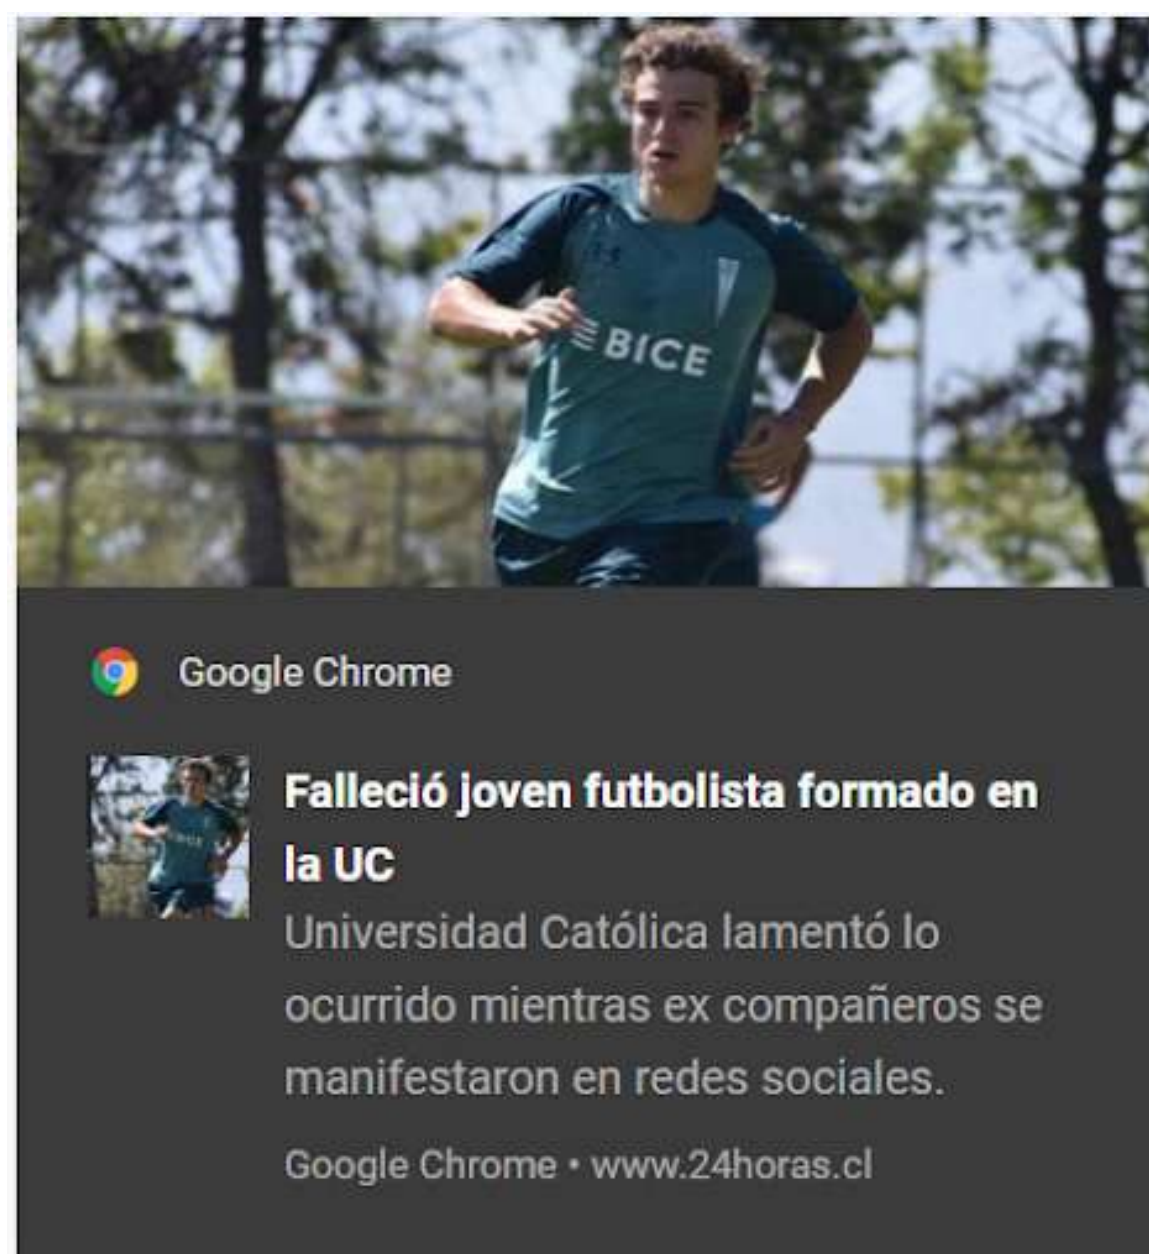 BICE
Google Chrome
Falleció joven futbolista formado en
la UC
Universidad Católica lamentó lo
ocurrido mientras ex compañeros se
manifestaron en redes sociales.
Google Chrome • www.24horas.cl